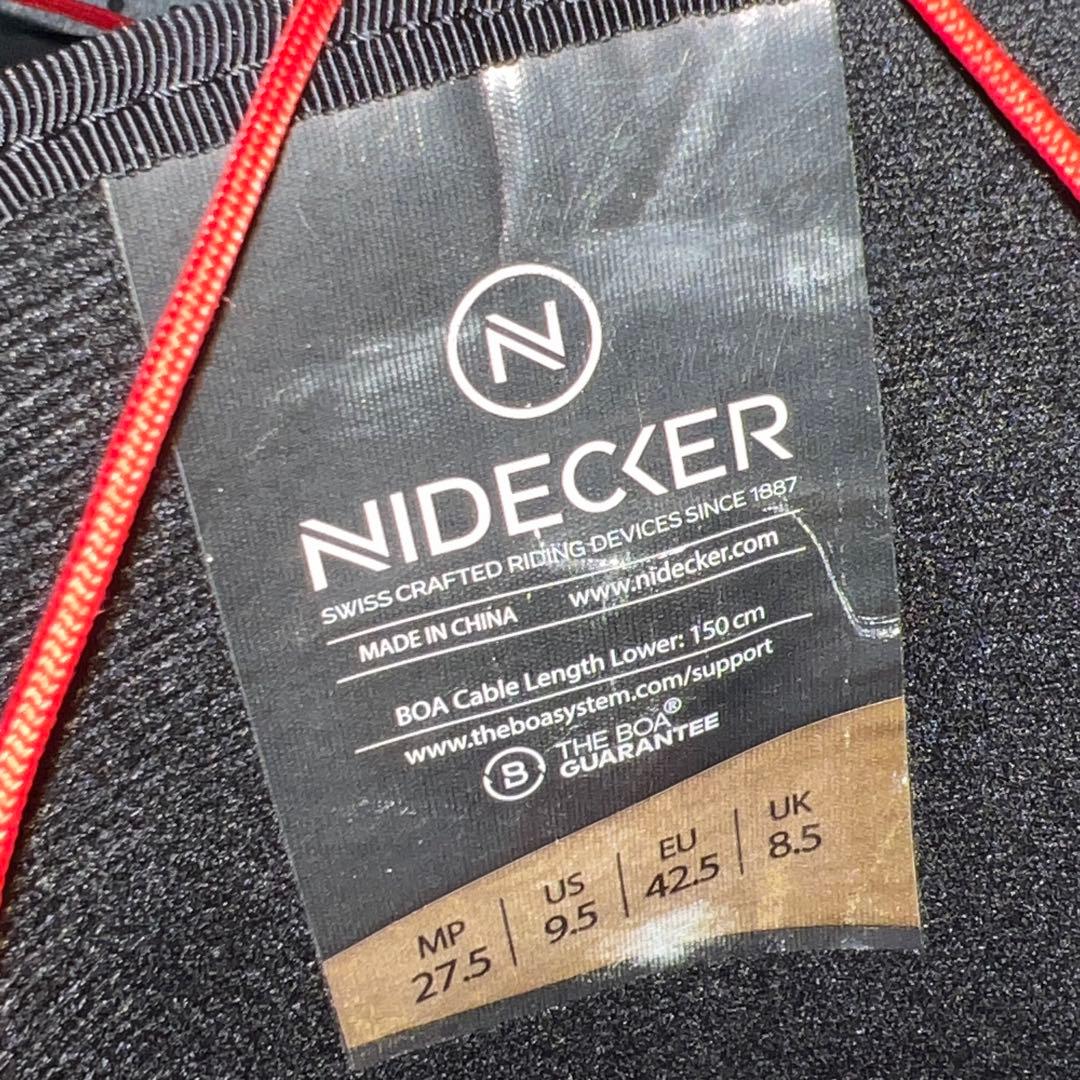 N
NIDECKER
SWISS CRAFTED RIDING DEVICES SINCE 1887
MADE IN CHINA www.nidecker.com
BOA Cable Length Lower: 150 cm
www.theboasystem.com/support
B THE BOA®
GUARANTEE
MP US EU UK
27.5 9.5 42.5 8.5